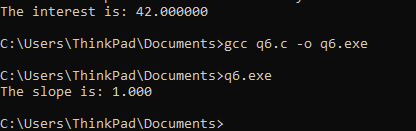 The interest is: 42.000000
C:\Users\ThinkPad\Documents>gcc q6.c -o q6.exe
C:\Users\ThinkPad\Documents>q6.exe
The slope is: 1.000
C:\Users\ThinkPad\Documents>